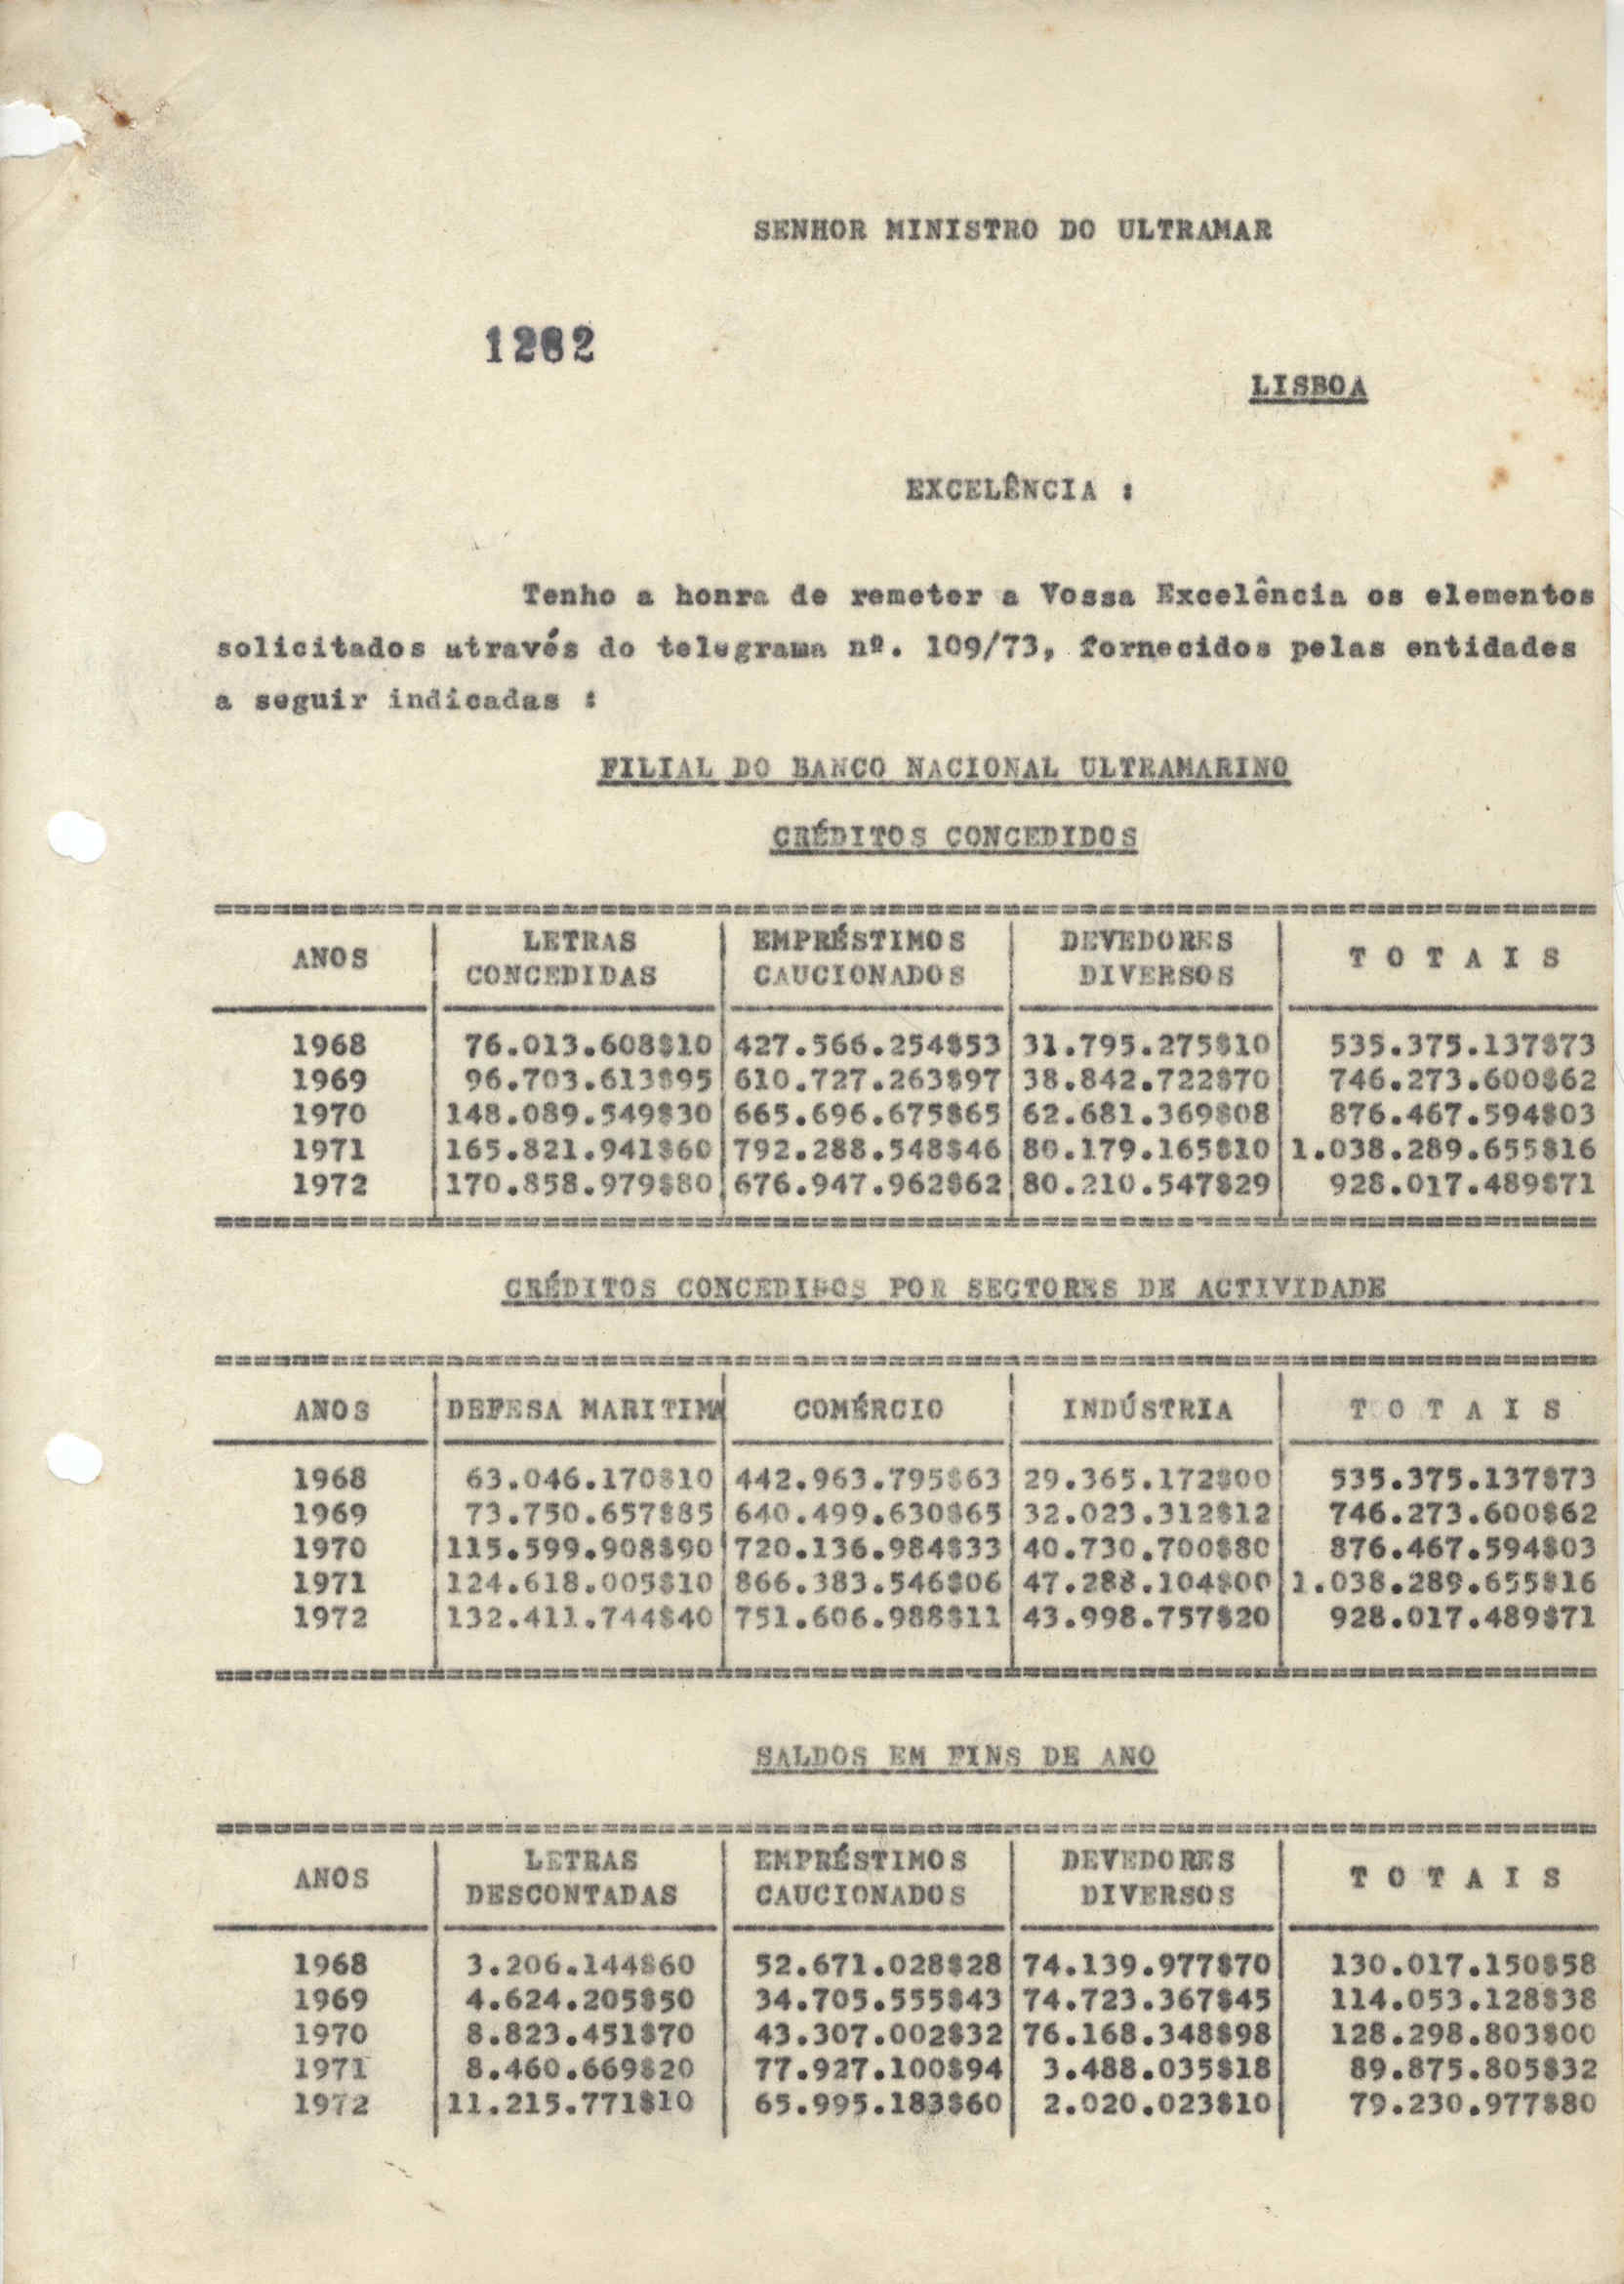 SENHOR MINISTRO DO ULTRAMAR
1282
LISBOA
EXCELÊNCIA :
Tenho a honra de remeter a Vossa Excelência os elementos
solicitados através do telegrama nº. 109/73, fornecidos pelas entidades
a seguir indicadas :
FILIAL DO BANCO NACIONAL ULTRAMARINO
CRÉDITOS CONCEDIDOS
ANOS | LETRAS CONCEDIDAS | EMPRÉSTIMOS CAUCIONADOS | DEVEDORES DIVERSOS | T O T A I S
1968 | 76.013.608$10 | 427.566.254$53 | 31.795.275$10 | 535.375.137$73
1969 | 96.703.613$95 | 610.727.263$97 | 38.842.722$70 | 746.273.600$62
1970 | 148.089.549$30 | 665.696.675$65 | 62.681.369$08 | 876.467.594$03
1971 | 165.821.941$60 | 792.288.548$46 | 80.179.165$10 | 1.038.289.655$16
1972 | 170.858.979$80 | 676.947.962$62 | 80.210.547$29 | 928.017.489$71
CRÉDITOS CONCEDIDOS POR SECTORES DE ACTIVIDADE
ANOS | DEFESA MARITIMA | COMÉRCIO | INDÚSTRIA | T O T A I S
1968 | 63.046.170$10 | 442.963.795$63 | 29.365.172$00 | 535.375.137$73
1969 | 73.750.657$85 | 640.499.630$65 | 32.023.312$12 | 746.273.600$62
1970 | 115.599.908$90 | 720.136.984$33 | 40.730.700$80 | 876.467.594$03
1971 | 124.618.005$10 | 866.383.546$06 | 47.288.104$00 | 1.038.289.655$16
1972 | 132.411.744$40 | 751.606.988$11 | 43.998.757$20 | 928.017.489$71
SALDOS EM FINS DE ANO
ANOS | LETRAS DESCONTADAS | EMPRÉSTIMOS CAUCIONADOS | DEVEDORES DIVERSOS | T O T A I S
1968 | 3.206.144$60 | 52.671.028$28 | 74.139.977$70 | 130.017.150$58
1969 | 4.624.205$50 | 34.705.555$43 | 74.723.367$45 | 114.053.128$38
1970 | 8.823.451$70 | 43.307.002$32 | 76.168.348$98 | 128.298.803$00
1971 | 8.460.669$20 | 77.927.100$94 | 3.488.035$18 | 89.875.805$32
1972 | 11.215.771$10 | 65.995.183$60 | 2.020.023$10 | 79.230.977$80